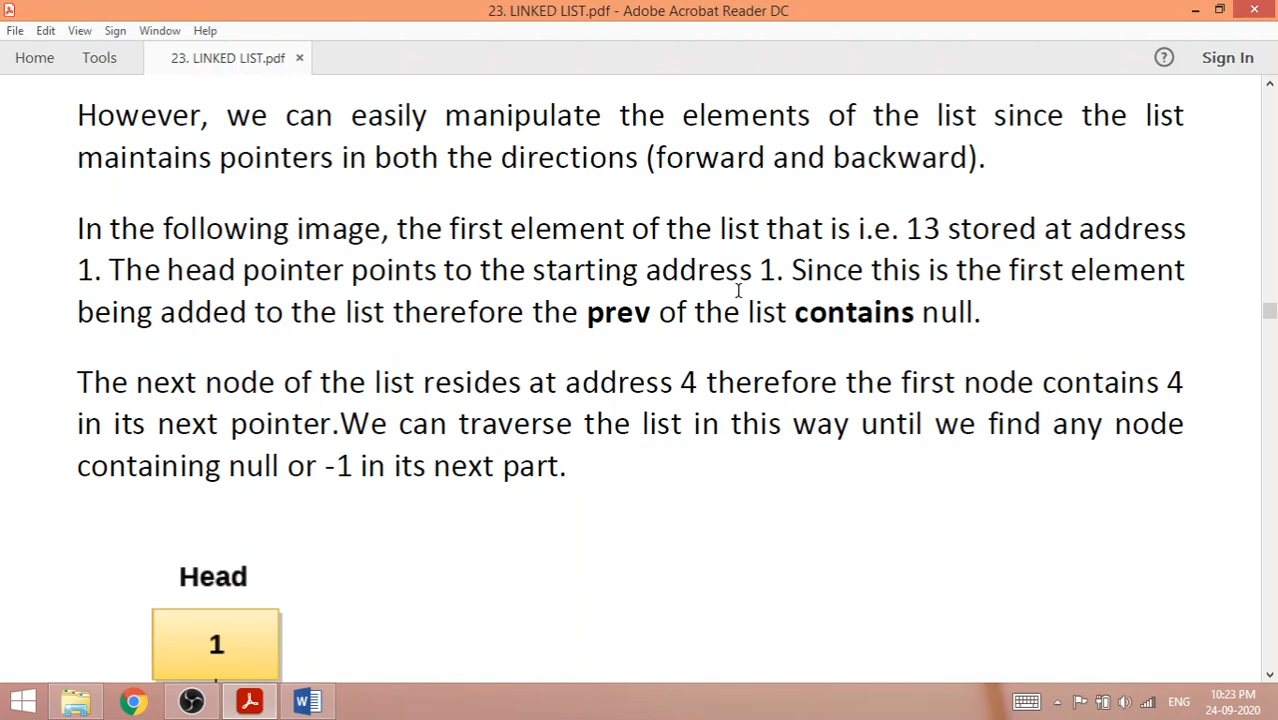 23. LINKED LIST.pdf - Adobe Acrobat Reader DC
File Edit View Sign Window Help
Home Tools 23. LINKED LIST.pdf × ? Sign In
However, we can easily manipulate the elements of the list since the list
maintains pointers in both the directions (forward and backward).
In the following image, the first element of the list that is i.e. 13 stored at address
1. The head pointer points to the starting address 1. Since this is the first element
being added to the list therefore the prev of the list contains null.
The next node of the list resides at address 4 therefore the first node contains 4
in its next pointer.We can traverse the list in this way until we find any node
containing null or -1 in its next part.
Head
1
ENG 10:23 PM
24-09-2020